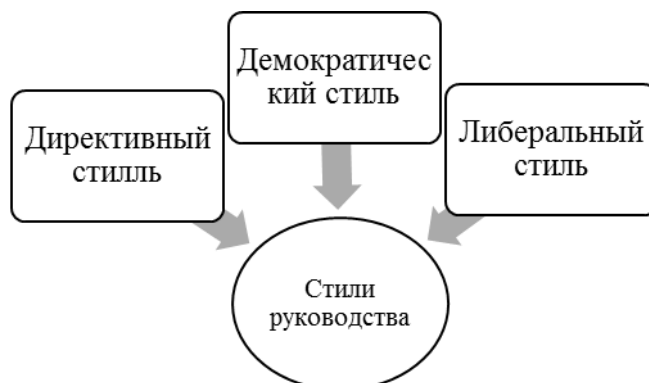 Демократичес
кий стиль
Директивный
стилль
Либеральный
стиль
Стили
руководства